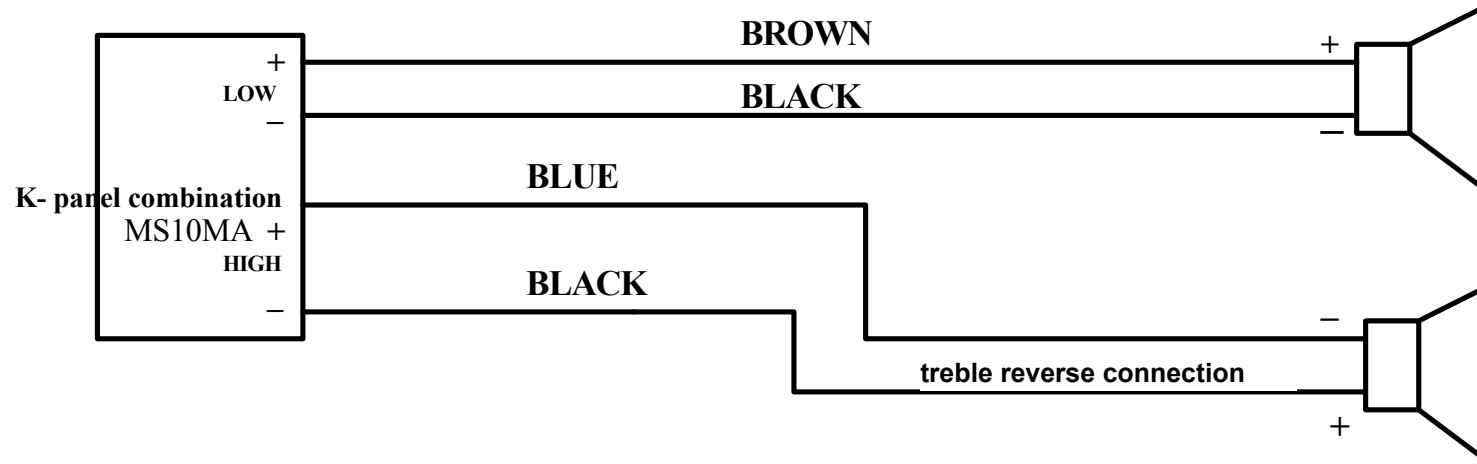 BROWN
+
+
LOW
BLACK
−
−
BLUE
K- panel combination
MS10MA +
HIGH
BLACK
−
−
treble reverse connection
+